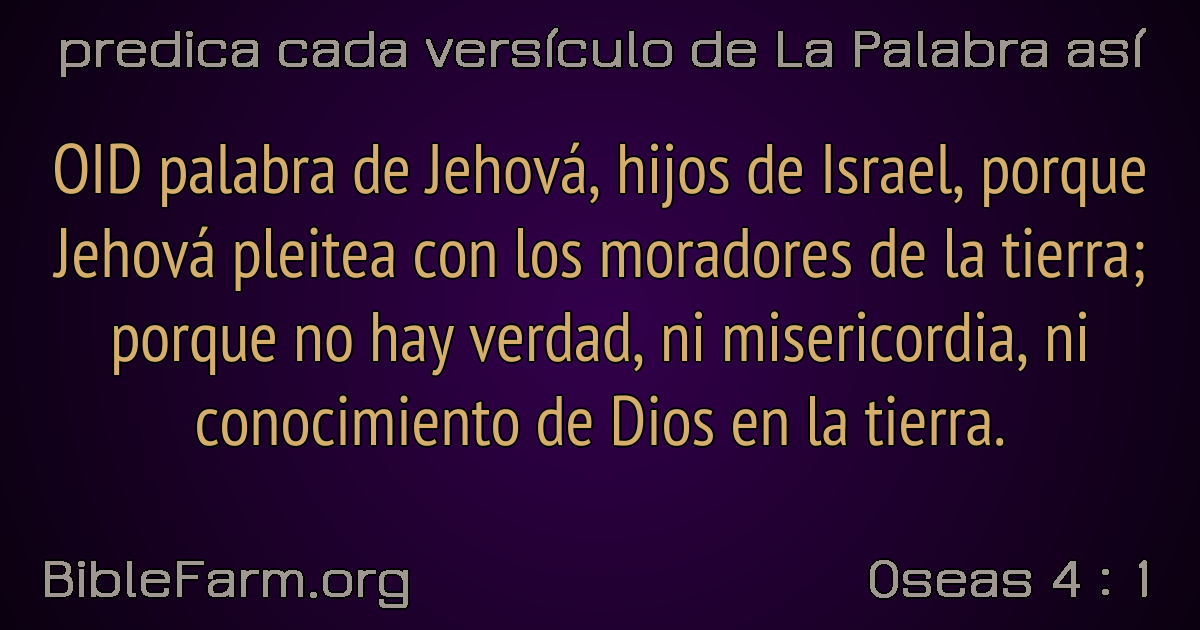 predica cada versículo de La Palabra así
OID palabra de Jehová, hijos de Israel, porque
Jehová pleitea con los moradores de la tierra;
porque no hay verdad, ni misericordia, ni
conocimiento de Dios en la tierra.
BibleFarm.org
Oseas 4 : 1